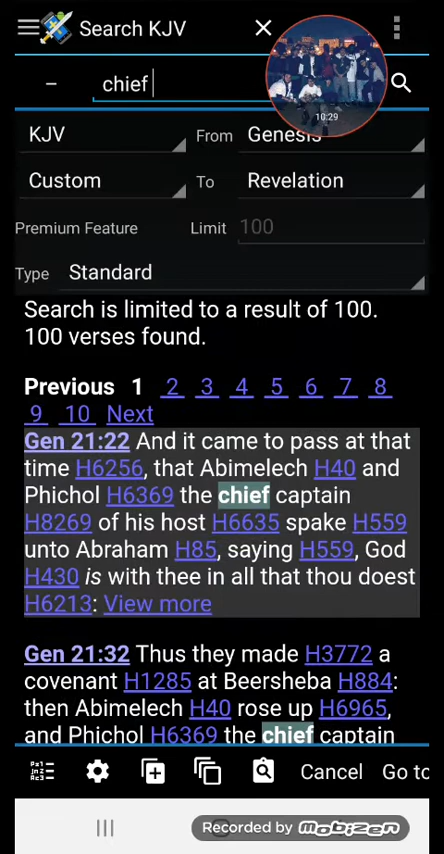 Search KJV
chief
10:29
KJV From Genesis
Custom To Revelation
Premium Feature Limit 100
Type Standard
Search is limited to a result of 100.
100 verses found.
Previous 1 2 3 4 5 6 7 8
9 10 Next
Gen 21:22 And it came to pass at that
time H6256, that Abimelech H40 and
Phichol H6369 the chief captain
H8269 of his host H6635 spake H559
unto Abraham H85, saying H559, God
H430 is with thee in all that thou doest
H6213: View more
Gen 21:32 Thus they made H3772 a
covenant H1285 at Beersheba H884:
then Abimelech H40 rose up H6965,
and Phichol H6369 the chief captain
Cancel Go to
Recorded by Mobizen